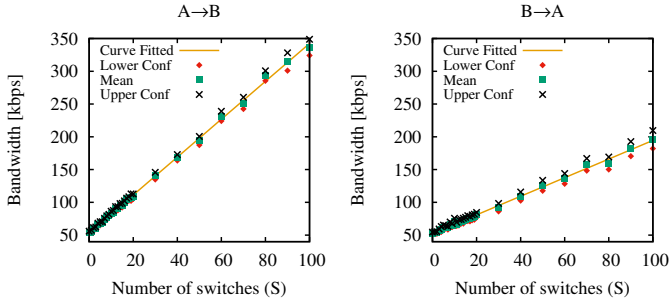 A→B
Bandwidth [kbps]
350
300
250
200
150
100
50
Curve Fitted
Lower Conf
Mean
Upper Conf
0 20 40 60 80 100
Number of switches (S)
B→A
Bandwidth [kbps]
350
300
250
200
150
100
50
Curve Fitted
Lower Conf
Mean
Upper Conf
0 20 40 60 80 100
Number of switches (S)